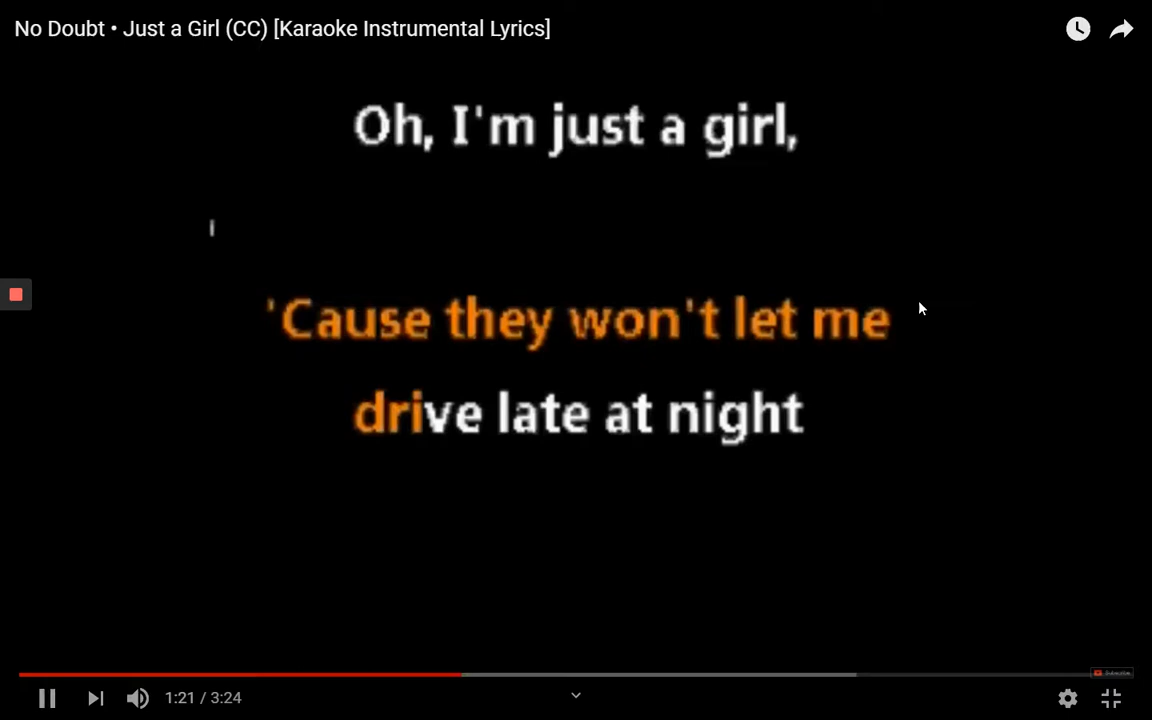 No Doubt • Just a Girl (CC) [Karaoke Instrumental Lyrics]
Oh, I'm just a girl,
'Cause they won't let me
drive late at night
1:21 / 3:24